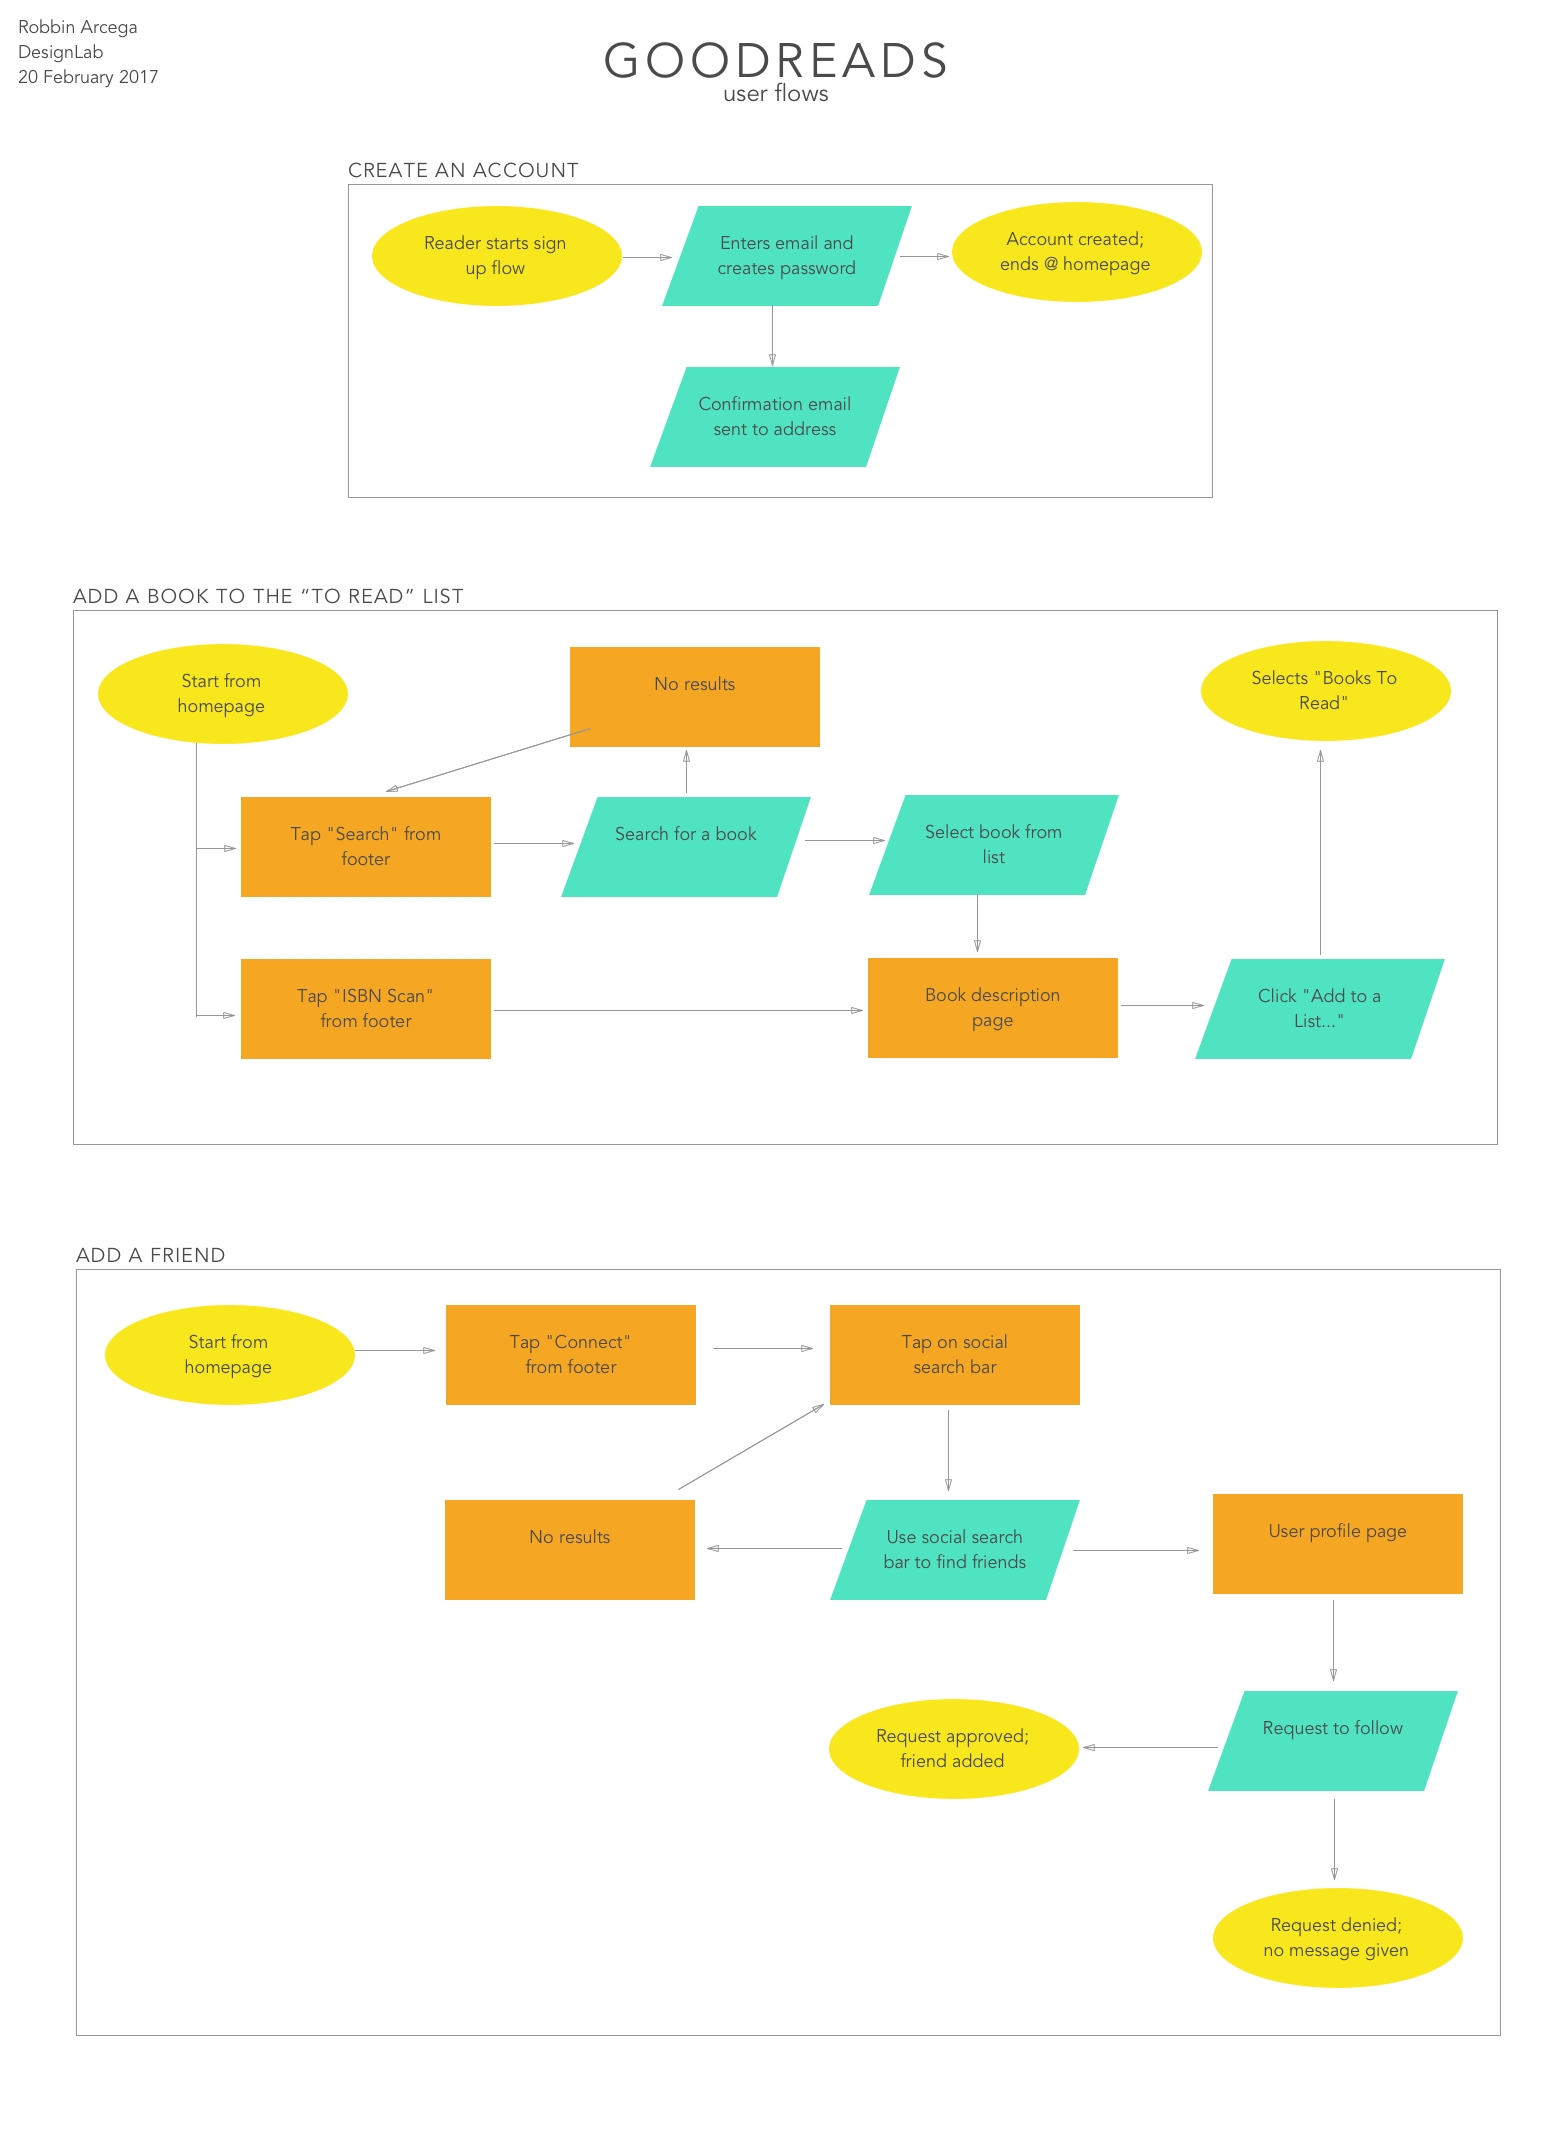 Robbin Arcega
DesignLab
20 February 2017
GOODREADS
user flows
CREATE AN ACCOUNT
Reader starts sign
up flow
Enters email and
creates password
Account created;
ends @ homepage
Confirmation email
sent to address
ADD A BOOK TO THE “TO READ” LIST
Start from
homepage
No results
Selects "Books To
Read"
Tap "Search" from
footer
Search for a book
Select book from
list
Tap "ISBN Scan"
from footer
Book description
page
Click "Add to a
List..."
ADD A FRIEND
Start from
homepage
Tap "Connect"
from footer
Tap on social
search bar
No results
Use social search
bar to find friends
User profile page
Request approved;
friend added
Request to follow
Request denied;
no message given